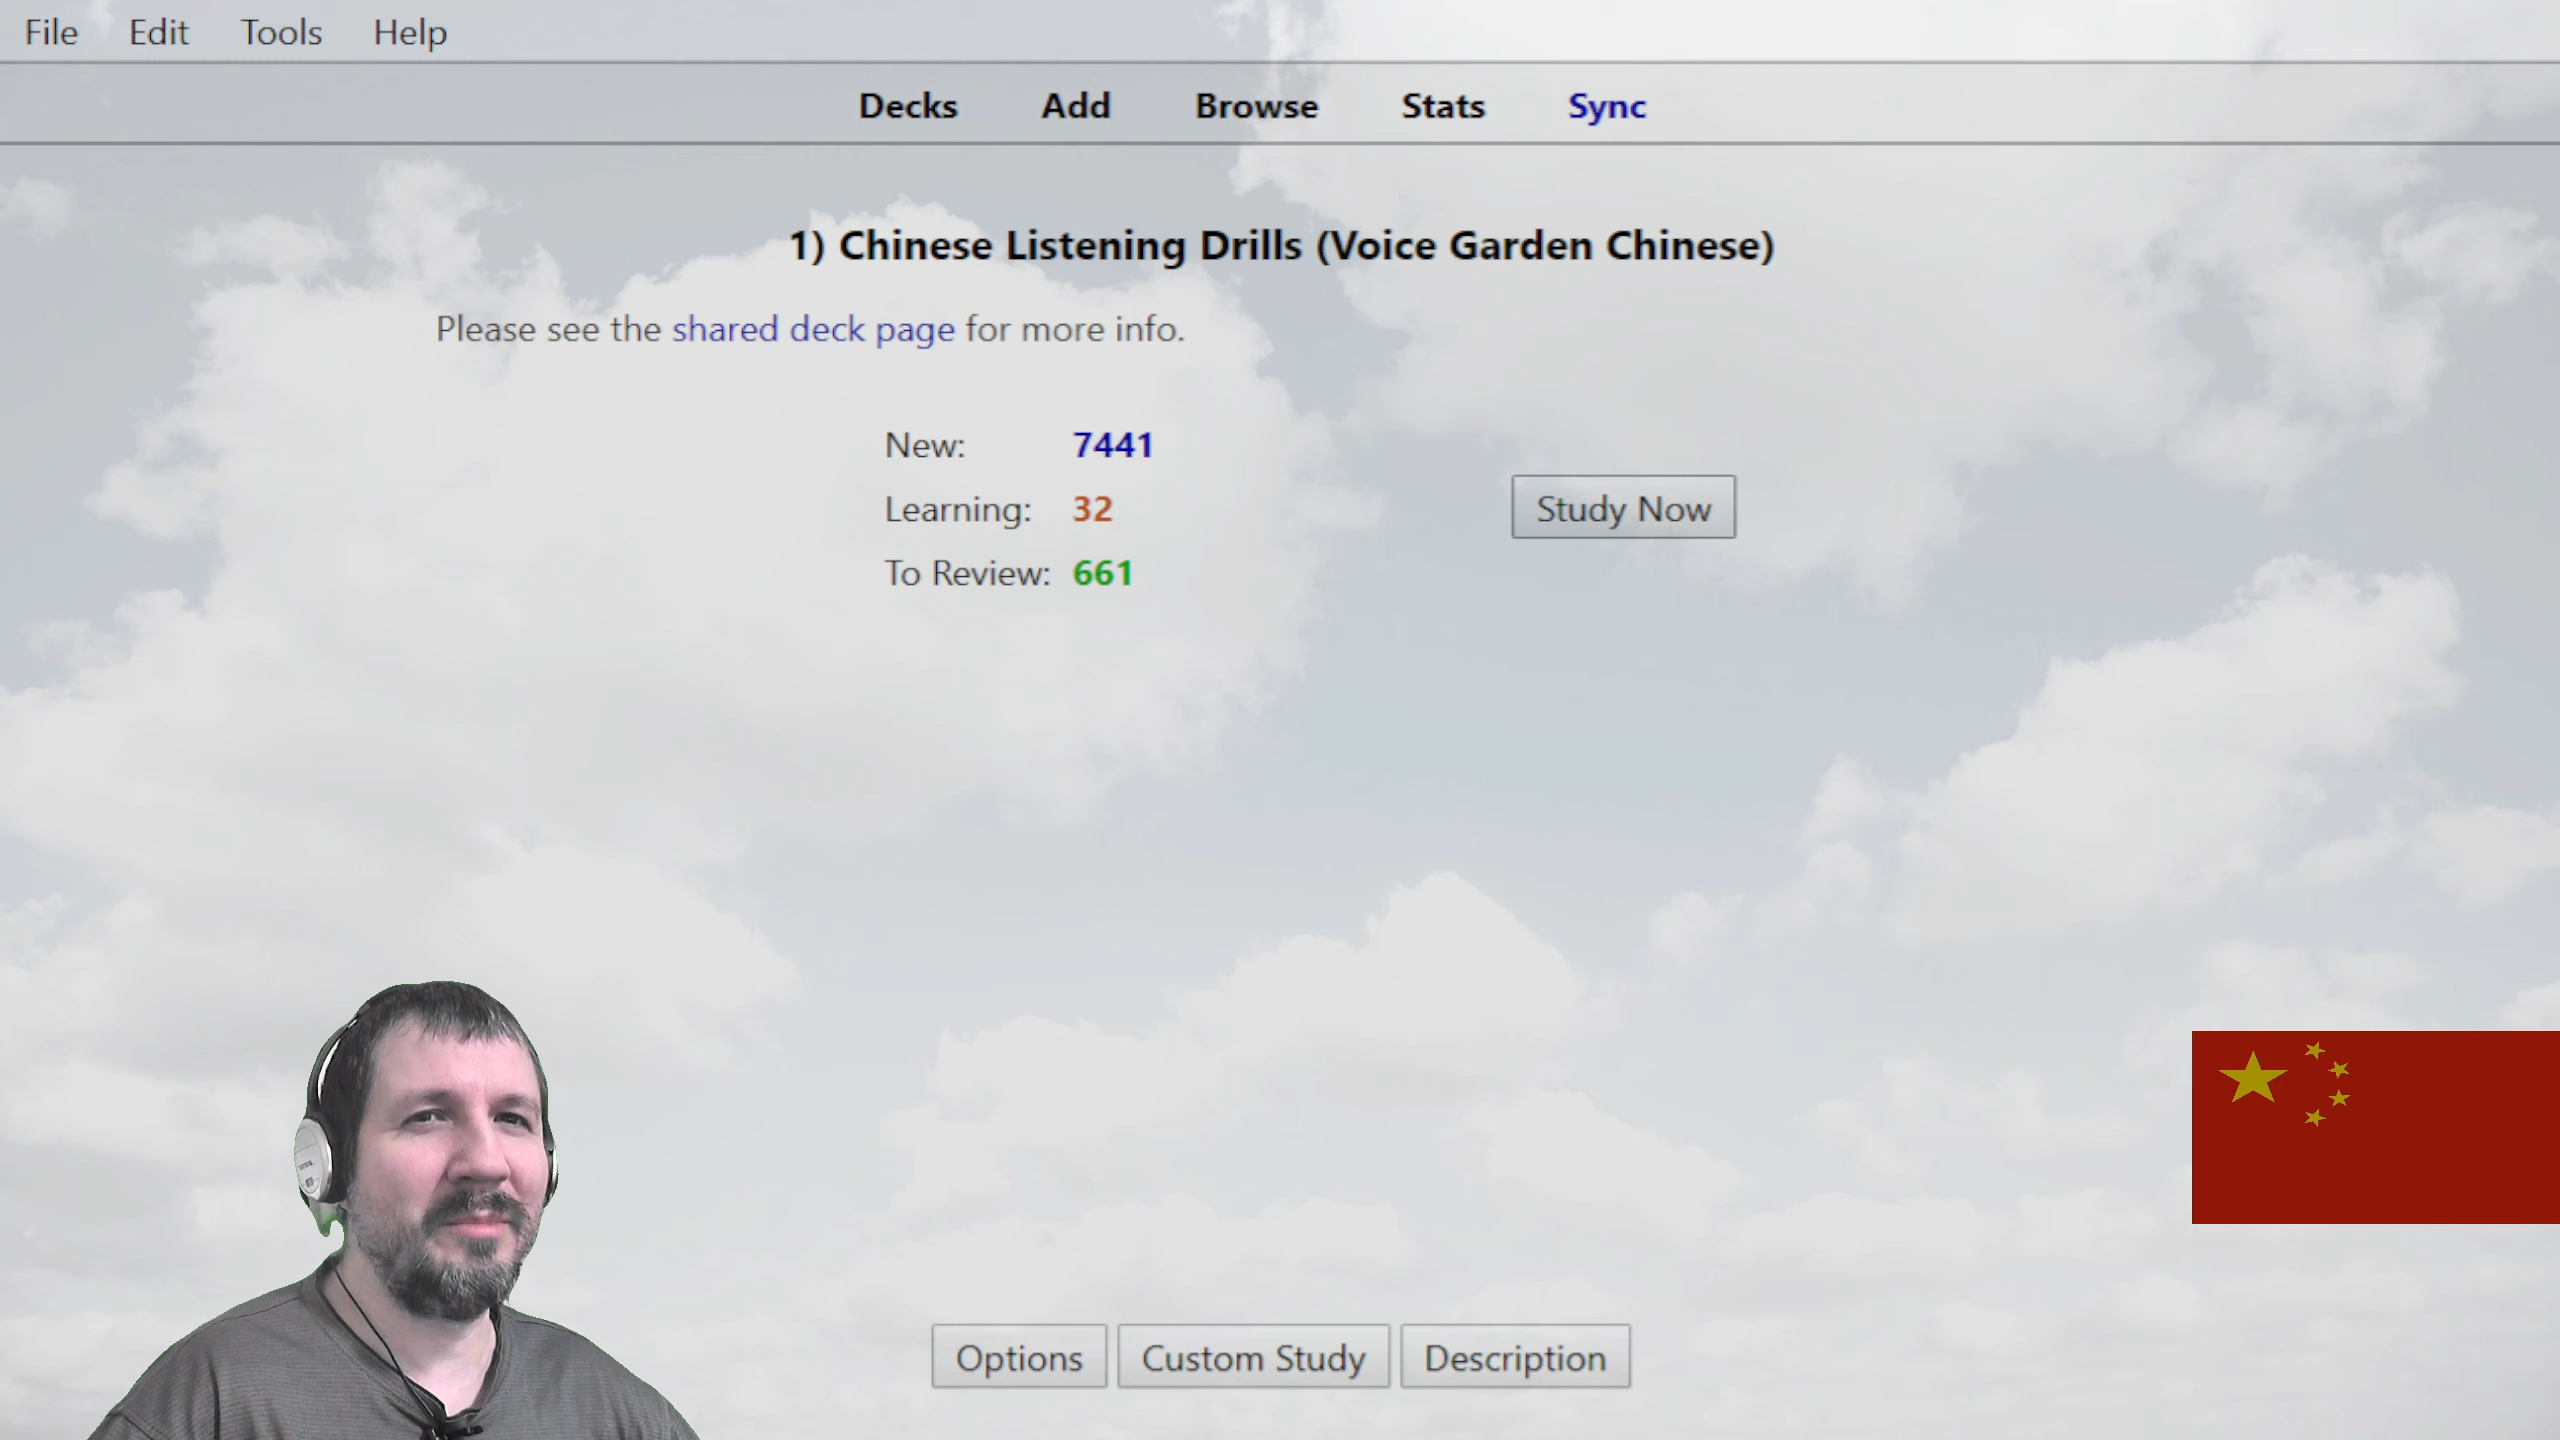 File Edit Tools Help
Decks Add Browse Stats Sync
1) Chinese Listening Drills (Voice Garden Chinese)
Please see the shared deck page for more info.
New: 7441
Learning: 32
Study Now
To Review: 661
Options Custom Study Description